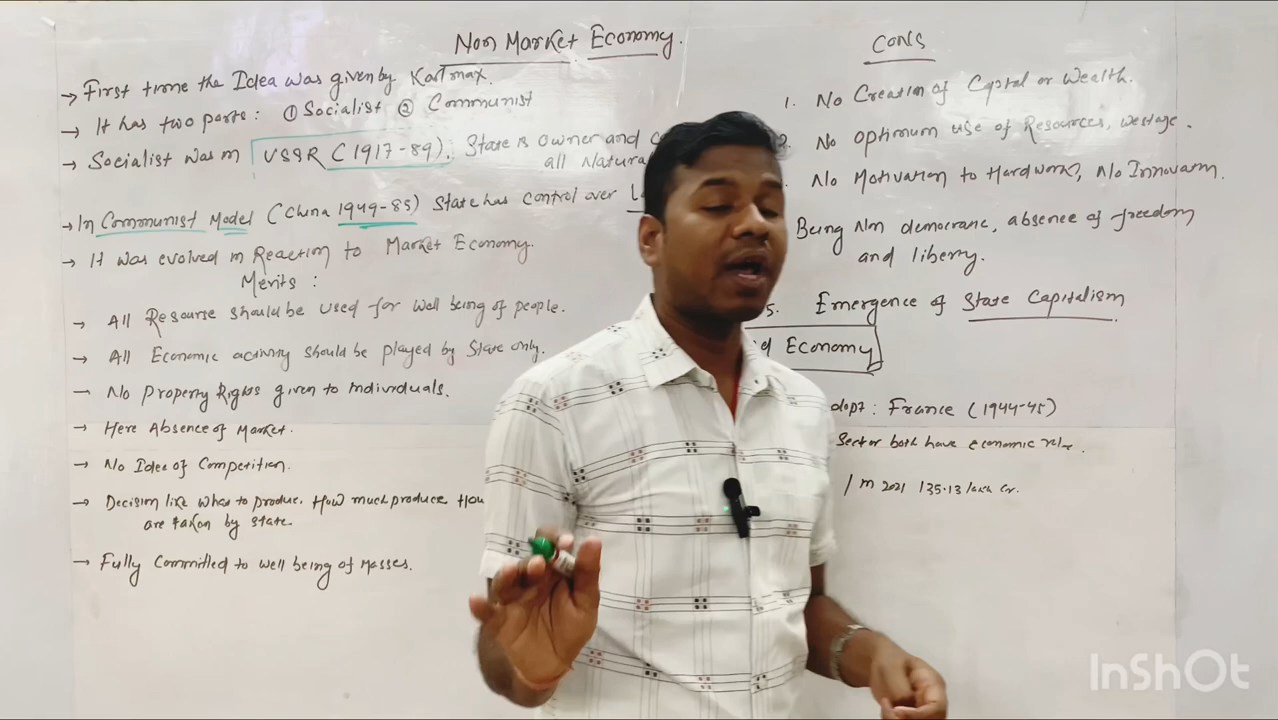 Non Market Economy.
→ First time the Idea was given by Karlmax.
→ It has two parts: ① Socialist ② Communist
→ Socialist was in USSR (1917-89). State is owner and
all Natura
→ In Communist Model (China 1949-85) State has control over
→ It was evolved in Reaction to Market Economy.
Merits :
→ All Resourse should be used for well being of people.
→ All Economic activity should be played by State only.
→ No Property Rights given to Individuals.
→ Here Absence of Market.
→ No Idea of Competition.
→ Decision like what to produce. How much produce How
are taken by state.
→ Fully Committed to well being of Masses.
CONS
1. No Creation of Capital or Wealth.
2. No optimum use of Resources, westage.
No Motivation to Hardwork, No Innovation.
Being Non democratic, absence of freedom
and liberty.
5. Emergence of State Capitalism
Economy
dopt : France (1944-45)
Sector both have economic
in 2021 135.13 lakh cr.
InShOt